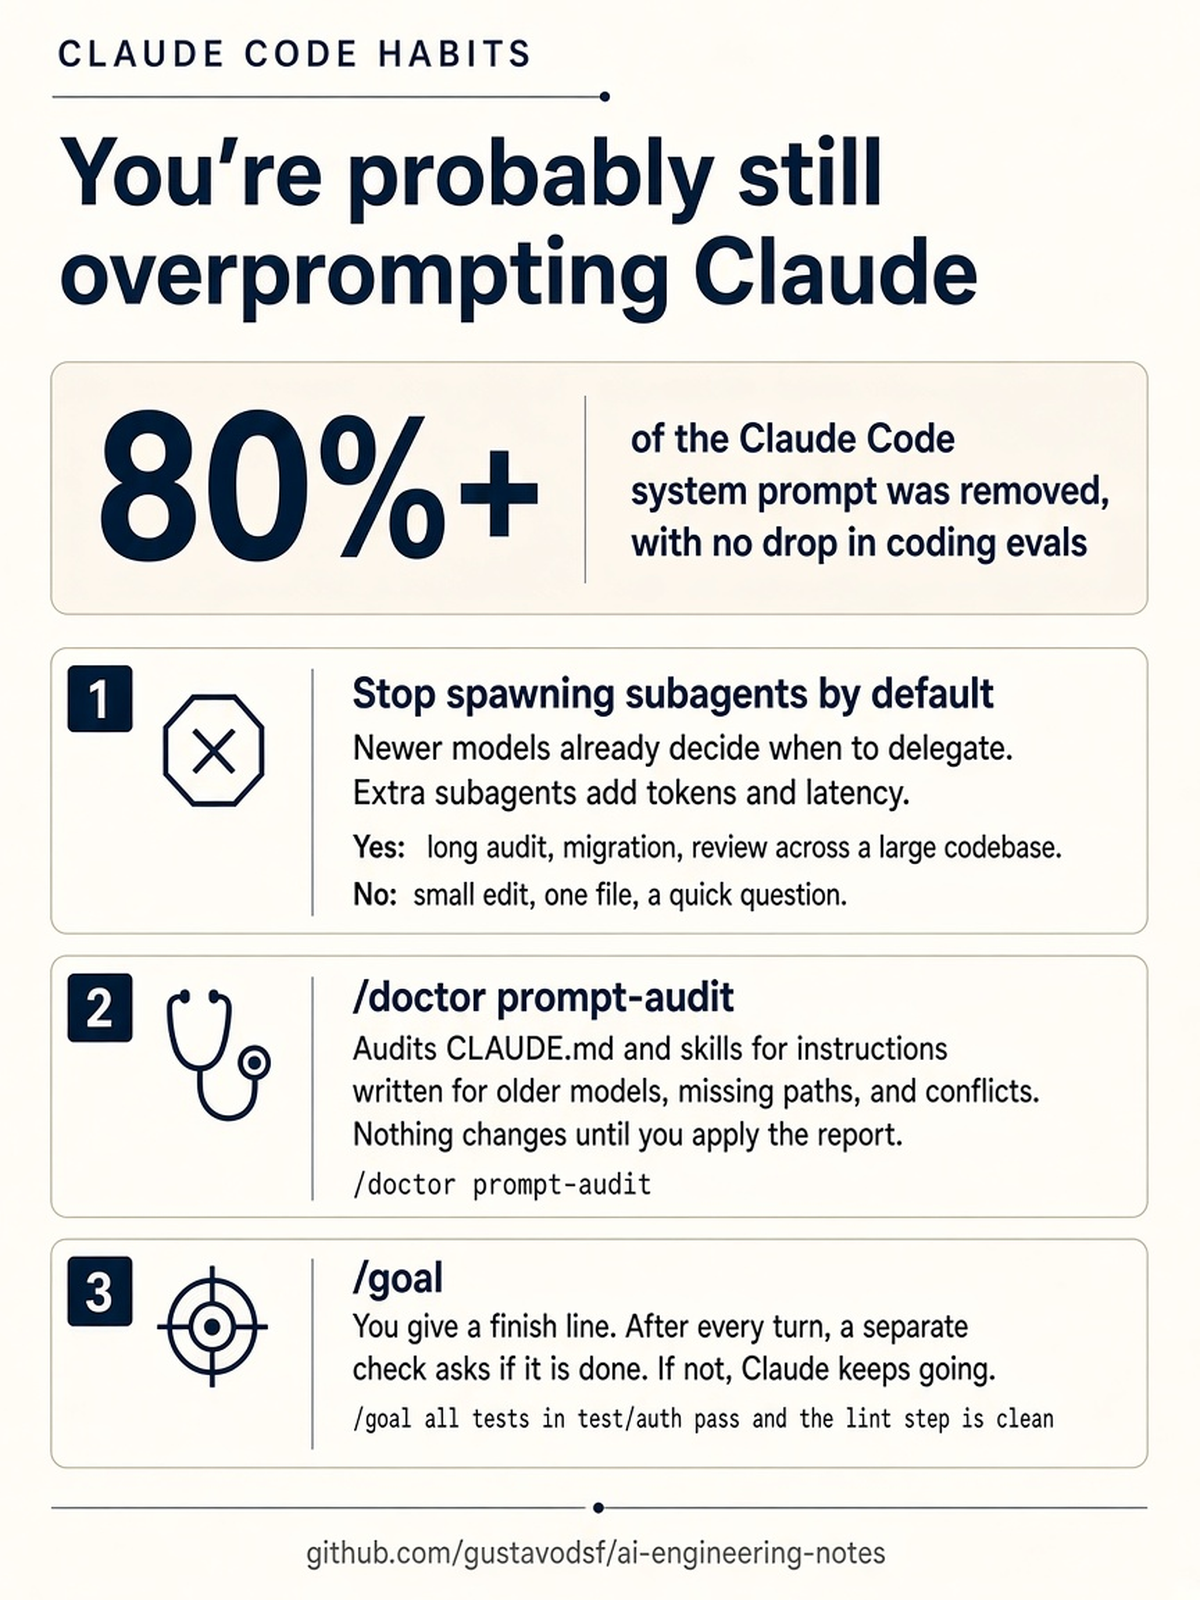 CLAUDE CODE HABITS
You’re probably still
overprompting Claude
80%+
of the Claude Code
system prompt was removed,
with no drop in coding evals
1
Stop spawning subagents by default
Newer models already decide when to delegate.
Extra subagents add tokens and latency.
Yes: long audit, migration, review across a large codebase.
No: small edit, one file, a quick question.
2
/doctor prompt-audit
Audits CLAUDE.md and skills for instructions
written for older models, missing paths, and conflicts.
Nothing changes until you apply the report.
/doctor prompt-audit
3
/goal
You give a finish line. After every turn, a separate
check asks if it is done. If not, Claude keeps going.
/goal all tests in test/auth pass and the lint step is clean
github.com/gustavodsf/ai-engineering-notes